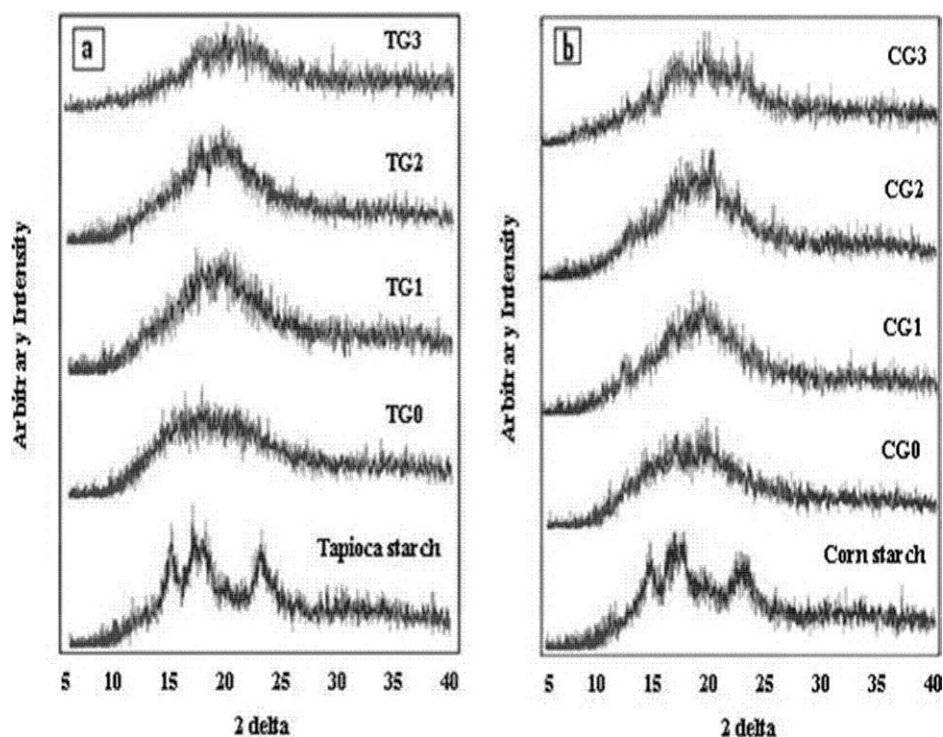 a
TG3
TG2
TG1
TG0
Tapioca starch
Arbitrary Intensity
5 10 15 20 25 30 35 40
2 delta
b
CG3
CG2
CG1
CG0
Corn starch
Arbitrary Intensity
5 10 15 20 25 30 35 40
2 delta